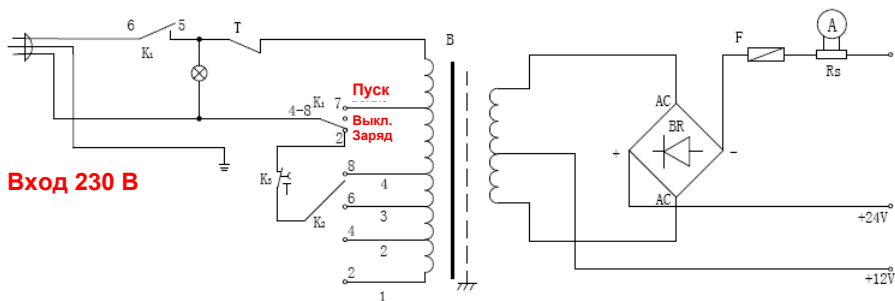 6 5 T
K₁
B
F
A
Rs
Пуск
K₁ 7
4-8
Выкл.
Заряд
2
AC
BR
+ -
AC
Вход 230 В
K₃
T
8
K₂
4
6
3
4
2
2
1
+24V
+12V